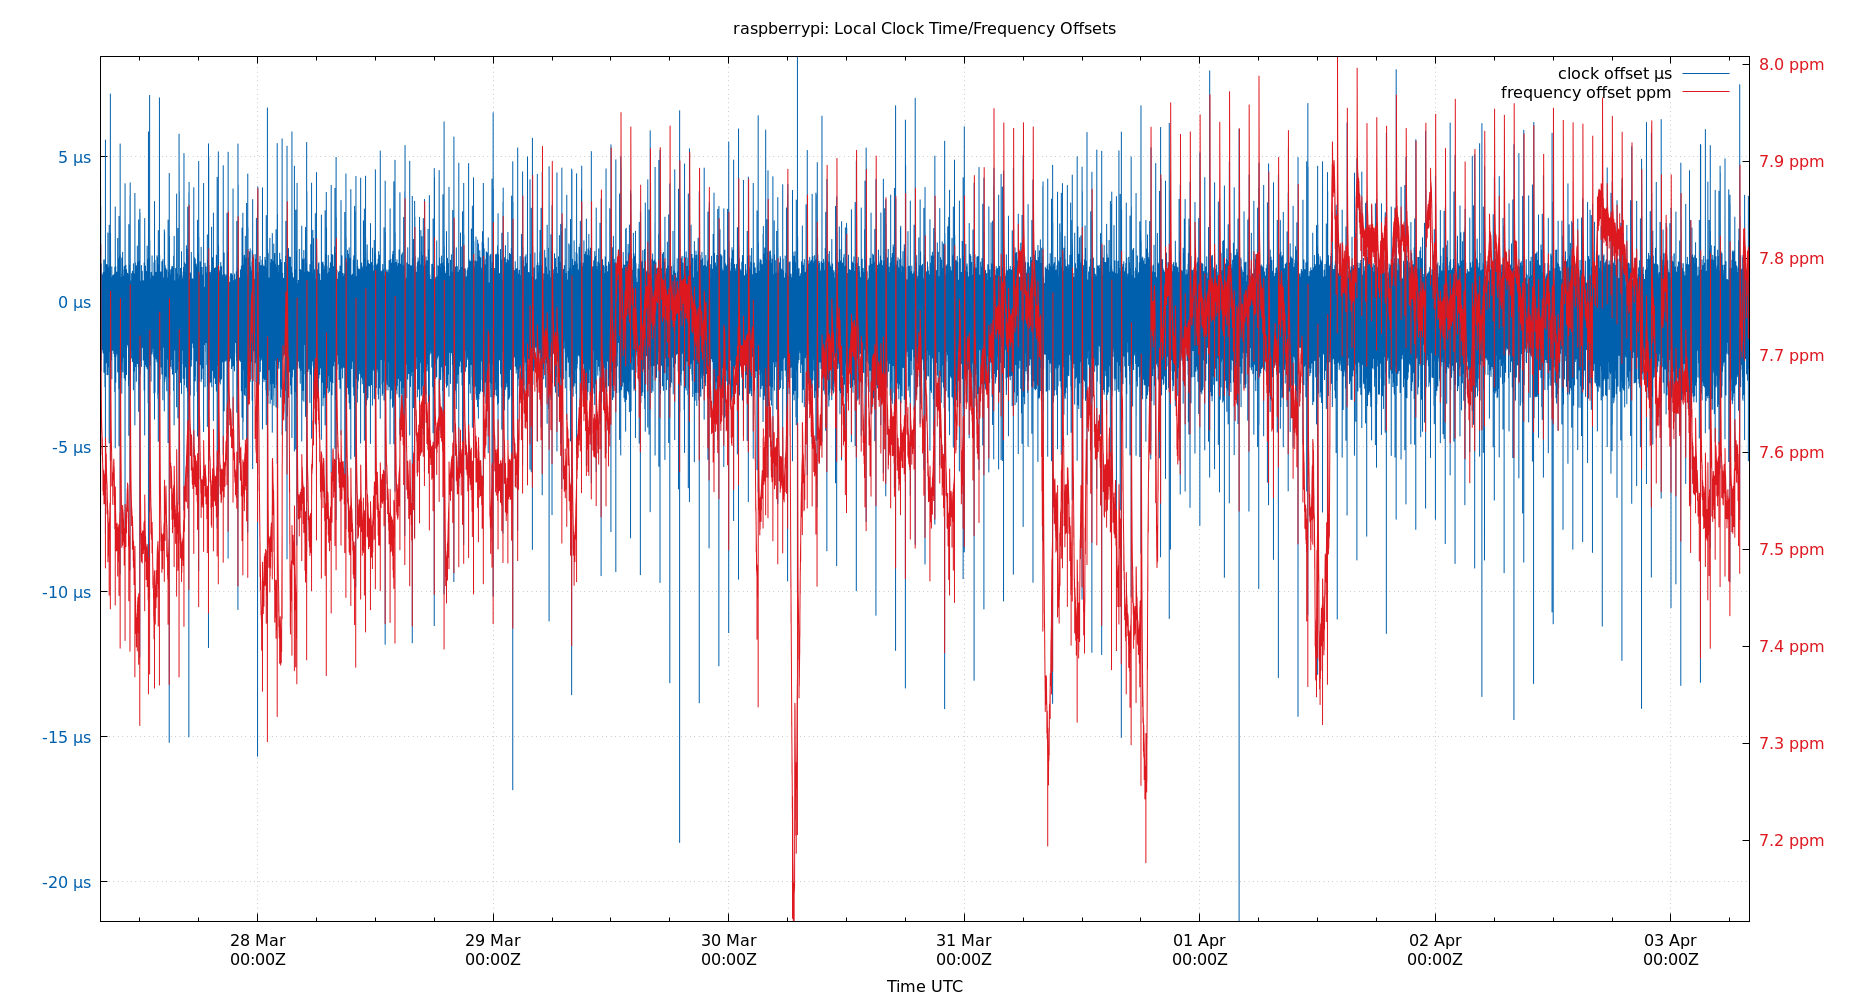 raspberrypi: Local Clock Time/Frequency Offsets
clock offset µs
frequency offset ppm
5 µs
0 µs
-5 µs
-10 µs
-15 µs
-20 µs
8.0 ppm
7.9 ppm
7.8 ppm
7.7 ppm
7.6 ppm
7.5 ppm
7.4 ppm
7.3 ppm
7.2 ppm
28 Mar
00:00Z
29 Mar
00:00Z
30 Mar
00:00Z
31 Mar
00:00Z
01 Apr
00:00Z
02 Apr
00:00Z
03 Apr
00:00Z
Time UTC